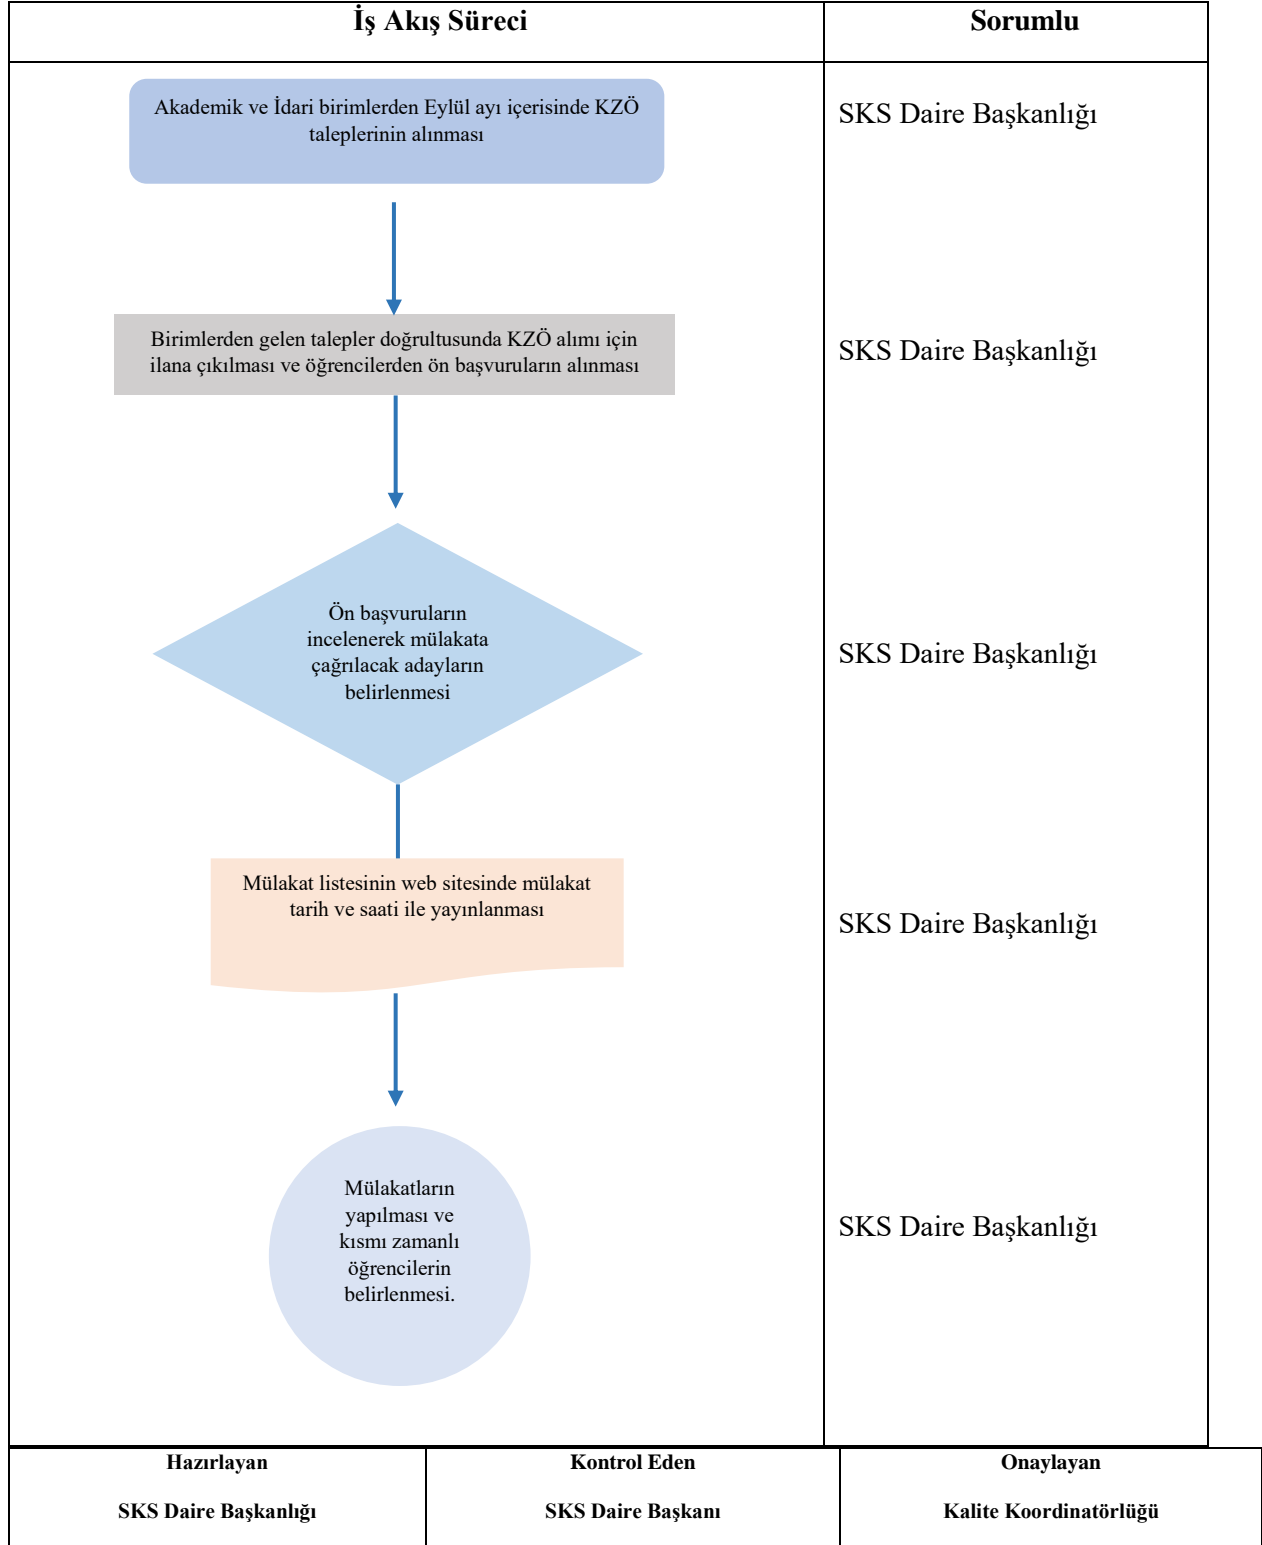 İş Akış Süreci
Sorumlu
Akademik ve İdari birimlerden Eylül ayı içerisinde KZÖ
taleplerinin alınması
SKS Daire Başkanlığı
Birimlerden gelen talepler doğrultusunda KZÖ alımı için
ilana çıkılması ve öğrencilerden ön başvuruların alınması
SKS Daire Başkanlığı
Ön başvuruların
incelenerek mülakata
çağrılacak adayların
belirlenmesi
SKS Daire Başkanlığı
Mülakat listesinin web sitesinde mülakat
tarih ve saati ile yayınlanması
SKS Daire Başkanlığı
Mülakatların
yapılması ve
kısmı zamanlı
öğrencilerin
belirlenmesi.
SKS Daire Başkanlığı
Hazırlayan
SKS Daire Başkanlığı
Kontrol Eden
SKS Daire Başkanı
Onaylayan
Kalite Koordinatörlüğü